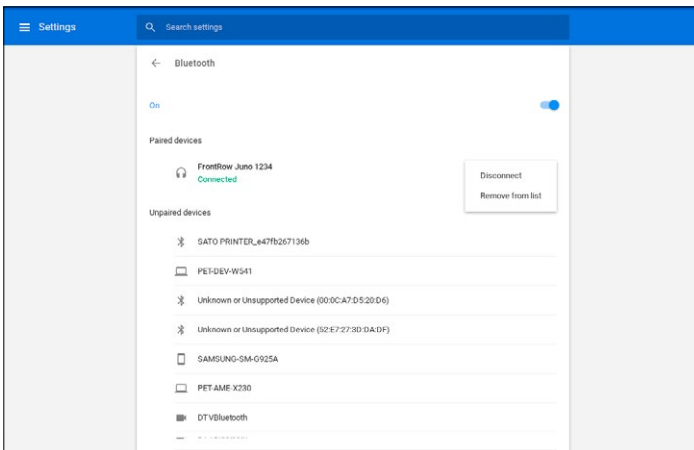 Settings
Search settings
Bluetooth
On
Paired devices
FrontRow Juno 1234
Connected
Disconnect
Remove from list
Unpaired devices
SATO PRINTER_e47fb267136b
PET-DEV-W541
Unknown or Unsupported Device (00:0C:A7:D5:20:D6)
Unknown or Unsupported Device (52:E7:27:3D:DA:DF)
SAMSUNG-SM-G925A
PET-AME-X230
DTVBluetooth